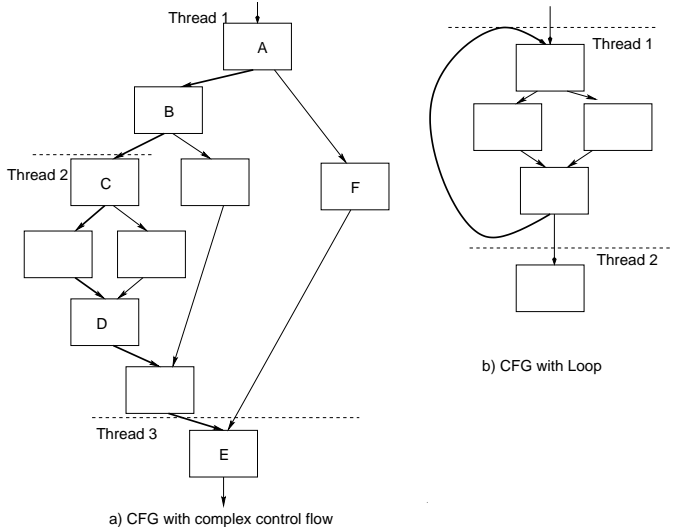 Thread 1
A
B
Thread 2
C
F
D
Thread 3
E
a) CFG with complex control flow
Thread 1
Thread 2
b) CFG with Loop